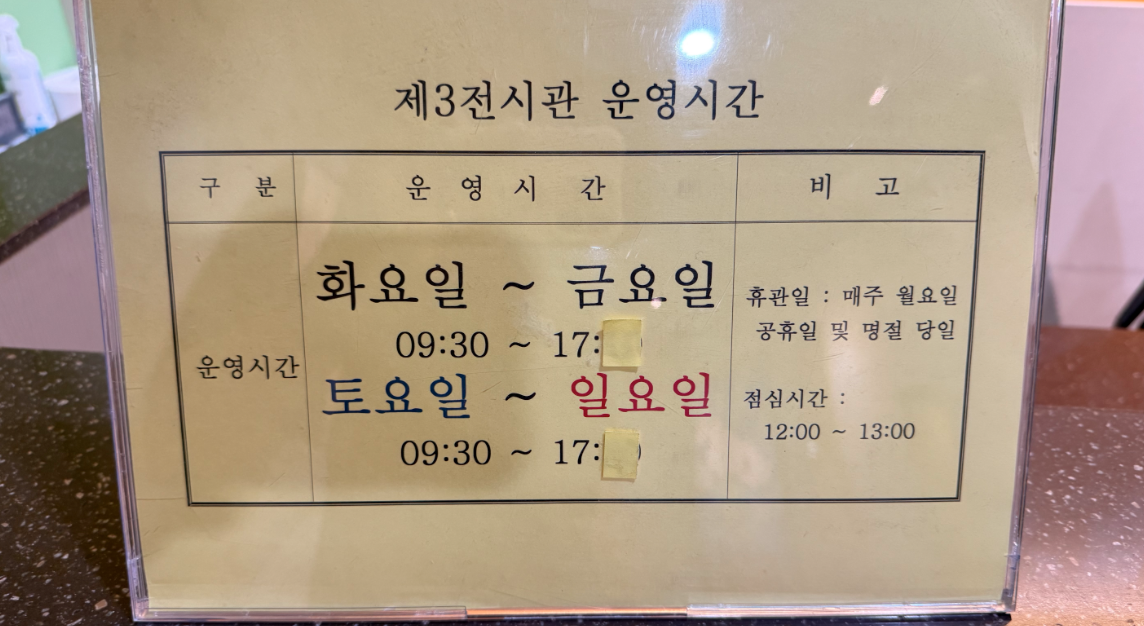 제3전시관 운영시간
구 분 운 영 시 간 비 고
운영시간
화요일 ~ 금요일
09:30 ~ 17:
토요일 ~ 일요일
09:30 ~ 17:
휴관일 : 매주 월요일
공휴일 및 명절 당일
점심시간 :
12:00 ~ 13:00